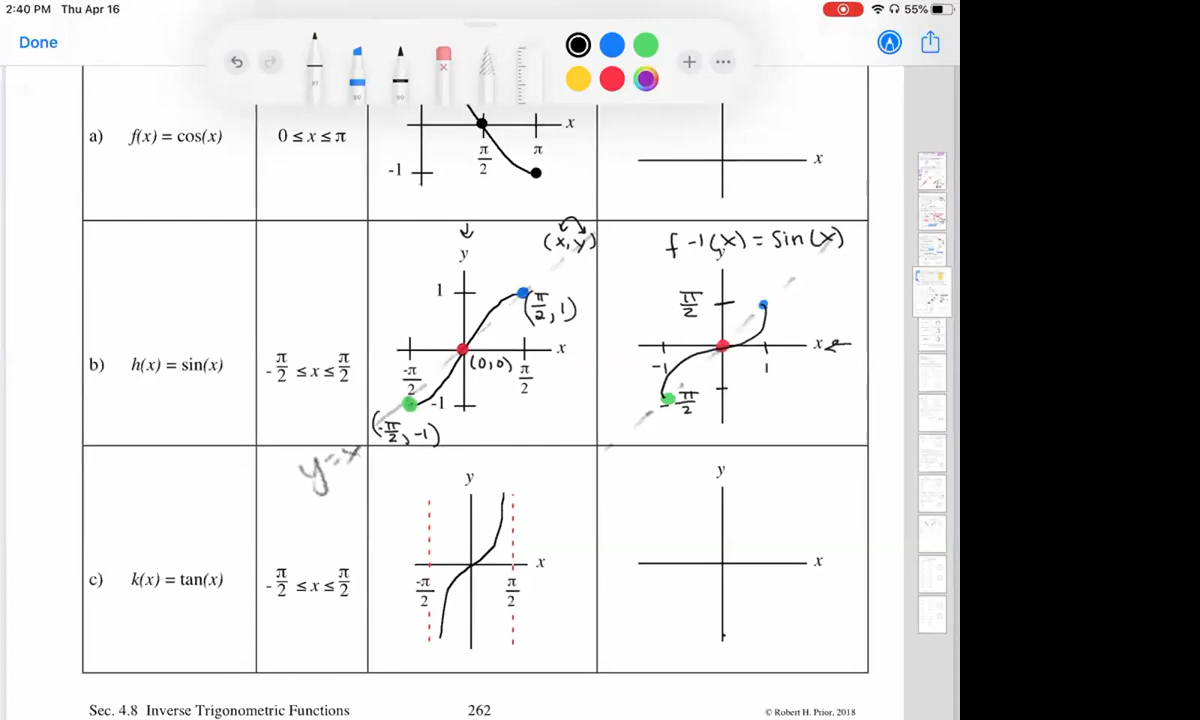 2:40 PM Thu Apr 16
55%
Done
a) f(x) = cos(x)
0 ≤ x ≤ π
x
π/2
π
-1
x
b) h(x) = sin(x)
-π/2 ≤ x ≤ π/2
y
(x, y)
1
(π/2, 1)
x
(0,0)
-π/2
π/2
-1
(-π/2, -1)
y=x
f -1(x) = Sin(x)
y
π/2
x
-1
1
-π/2
c) k(x) = tan(x)
-π/2 ≤ x ≤ π/2
y
x
-π/2
π/2
y
x
Sec. 4.8 Inverse Trigonometric Functions
262
© Robert H. Prior, 2018